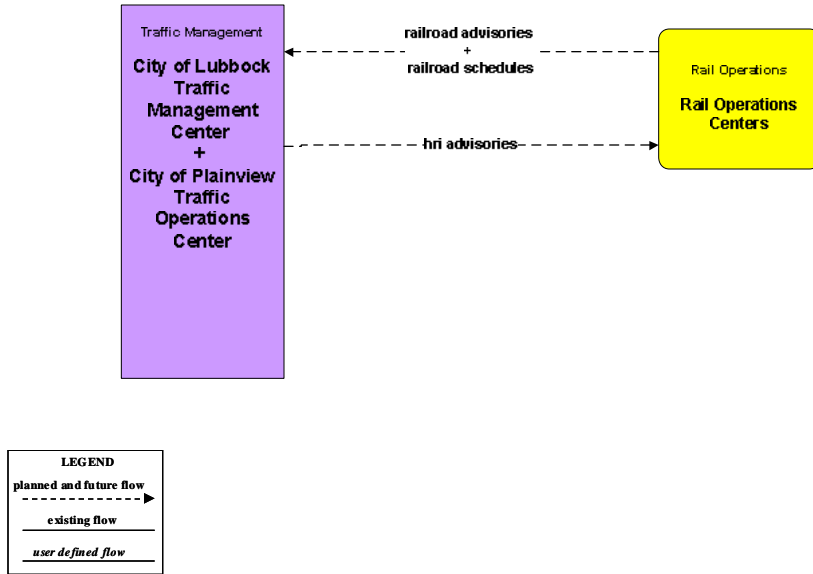 Traffic Management
City of Lubbock
Traffic
Management
Center
+
City of Plainview
Traffic
Operations
Center
railroad advisories
+
railroad schedules
hri advisories
Rail Operations
Rail Operations
Centers
LEGEND
planned and future flow
existing flow
user defined flow